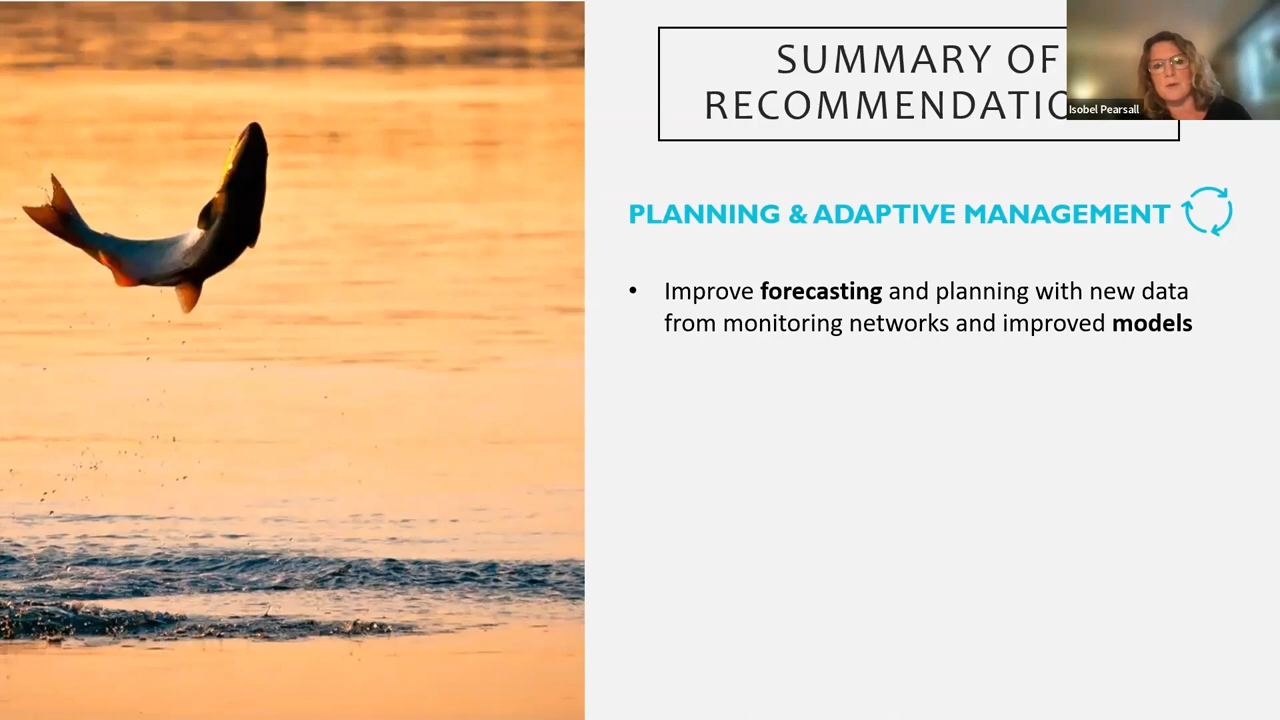 SUMMARY OF
RECOMMENDATIO
Isobel Pearsall
PLANNING & ADAPTIVE MANAGEMENT
• Improve forecasting and planning with new data
from monitoring networks and improved models